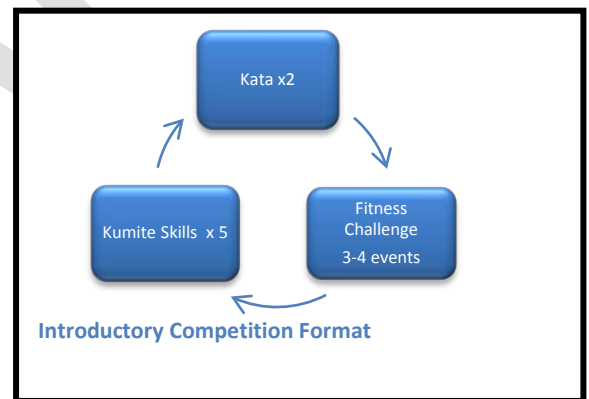 Kata x2
Fitness
Challenge
3-4 events
Kumite Skills x 5
Introductory Competition Format